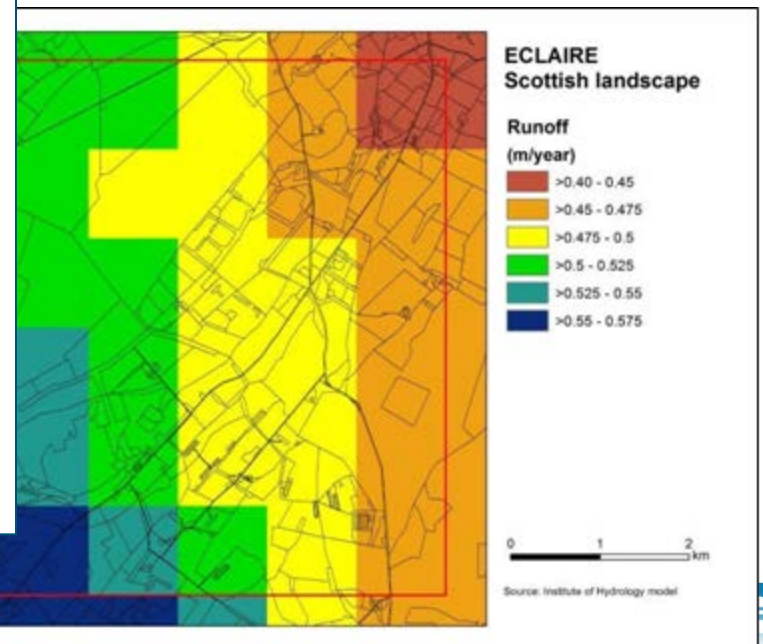 ECLAIRE
Scottish landscape
Runoff
(m/year)
>0.40 - 0.45
>0.45 - 0.475
>0.475 - 0.5
>0.5 - 0.525
>0.525 - 0.55
>0.55 - 0.575
0 1 2
km
Source: Institute of Hydrology model